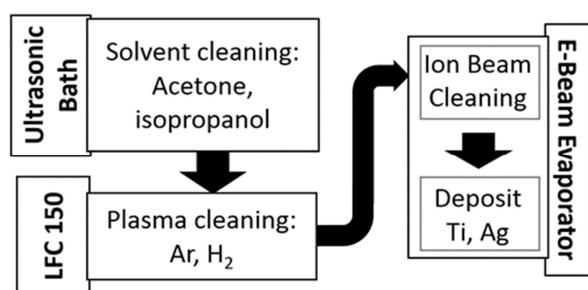 Ultrasonic
Bath
Solvent cleaning:
Acetone,
isopropanol
LFC 150
Plasma cleaning:
Ar, H₂
Ion Beam
Cleaning
Deposit
Ti, Ag
E-Beam Evaporator